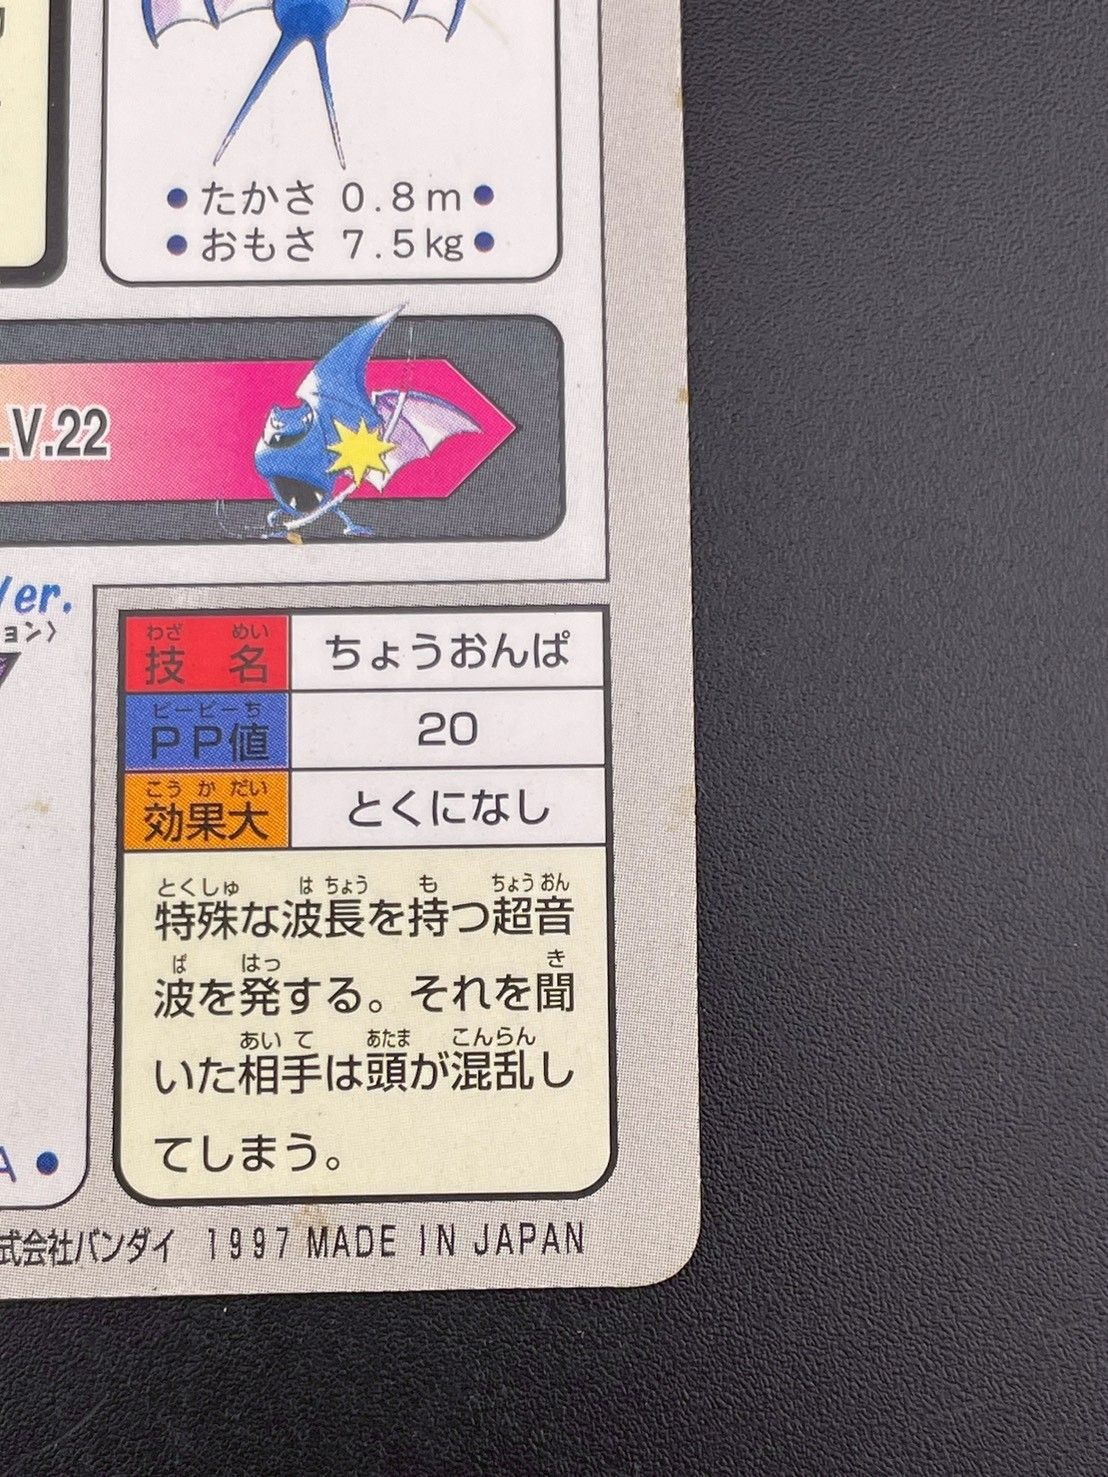 たかさ 0.8m
おもさ 7.5kg
LV.22
Ver.
ョン〉
わざ めい
技名
ちょうおんぱ
ピーピーち
PP値
20
こうかだい
効果大
とくになし
とくしゅ はちょう も ちょうおん
特殊な波長を持つ超音
ぱ はっ き
波を発する。それを聞
あいて あたま こんらん
いた相手は頭が混乱し
てしまう。
A
式会社バンダイ 1997 MADE IN JAPAN